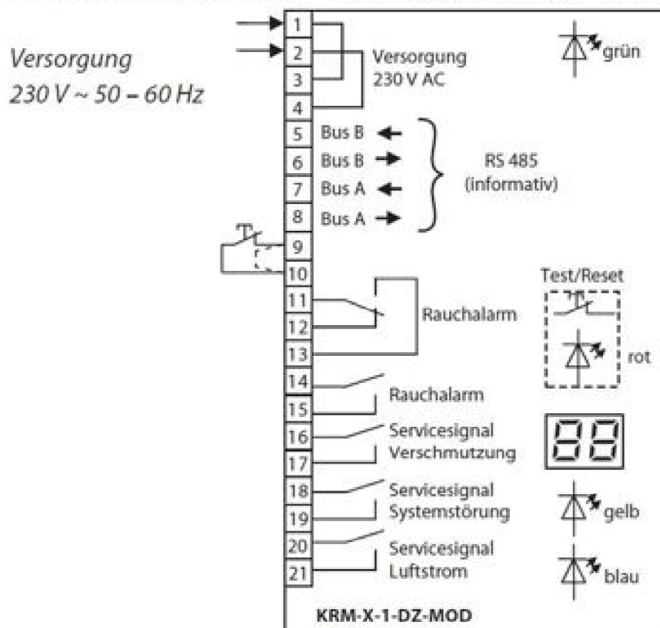 Versorgung
230 V ~ 50 – 60 Hz
1
2
3
4
5
6
7
8
9
10
11
12
13
14
15
16
17
18
19
20
21
Versorgung
230 V AC
Bus B
Bus B
Bus A
Bus A
RS 485
(informativ)
Rauchalarm
Rauchalarm
Servicesignal
Verschmutzung
Servicesignal
Systemstörung
Servicesignal
Luftstrom
grün
Test/Reset
rot
88
gelb
blau
KRM-X-1-DZ-MOD